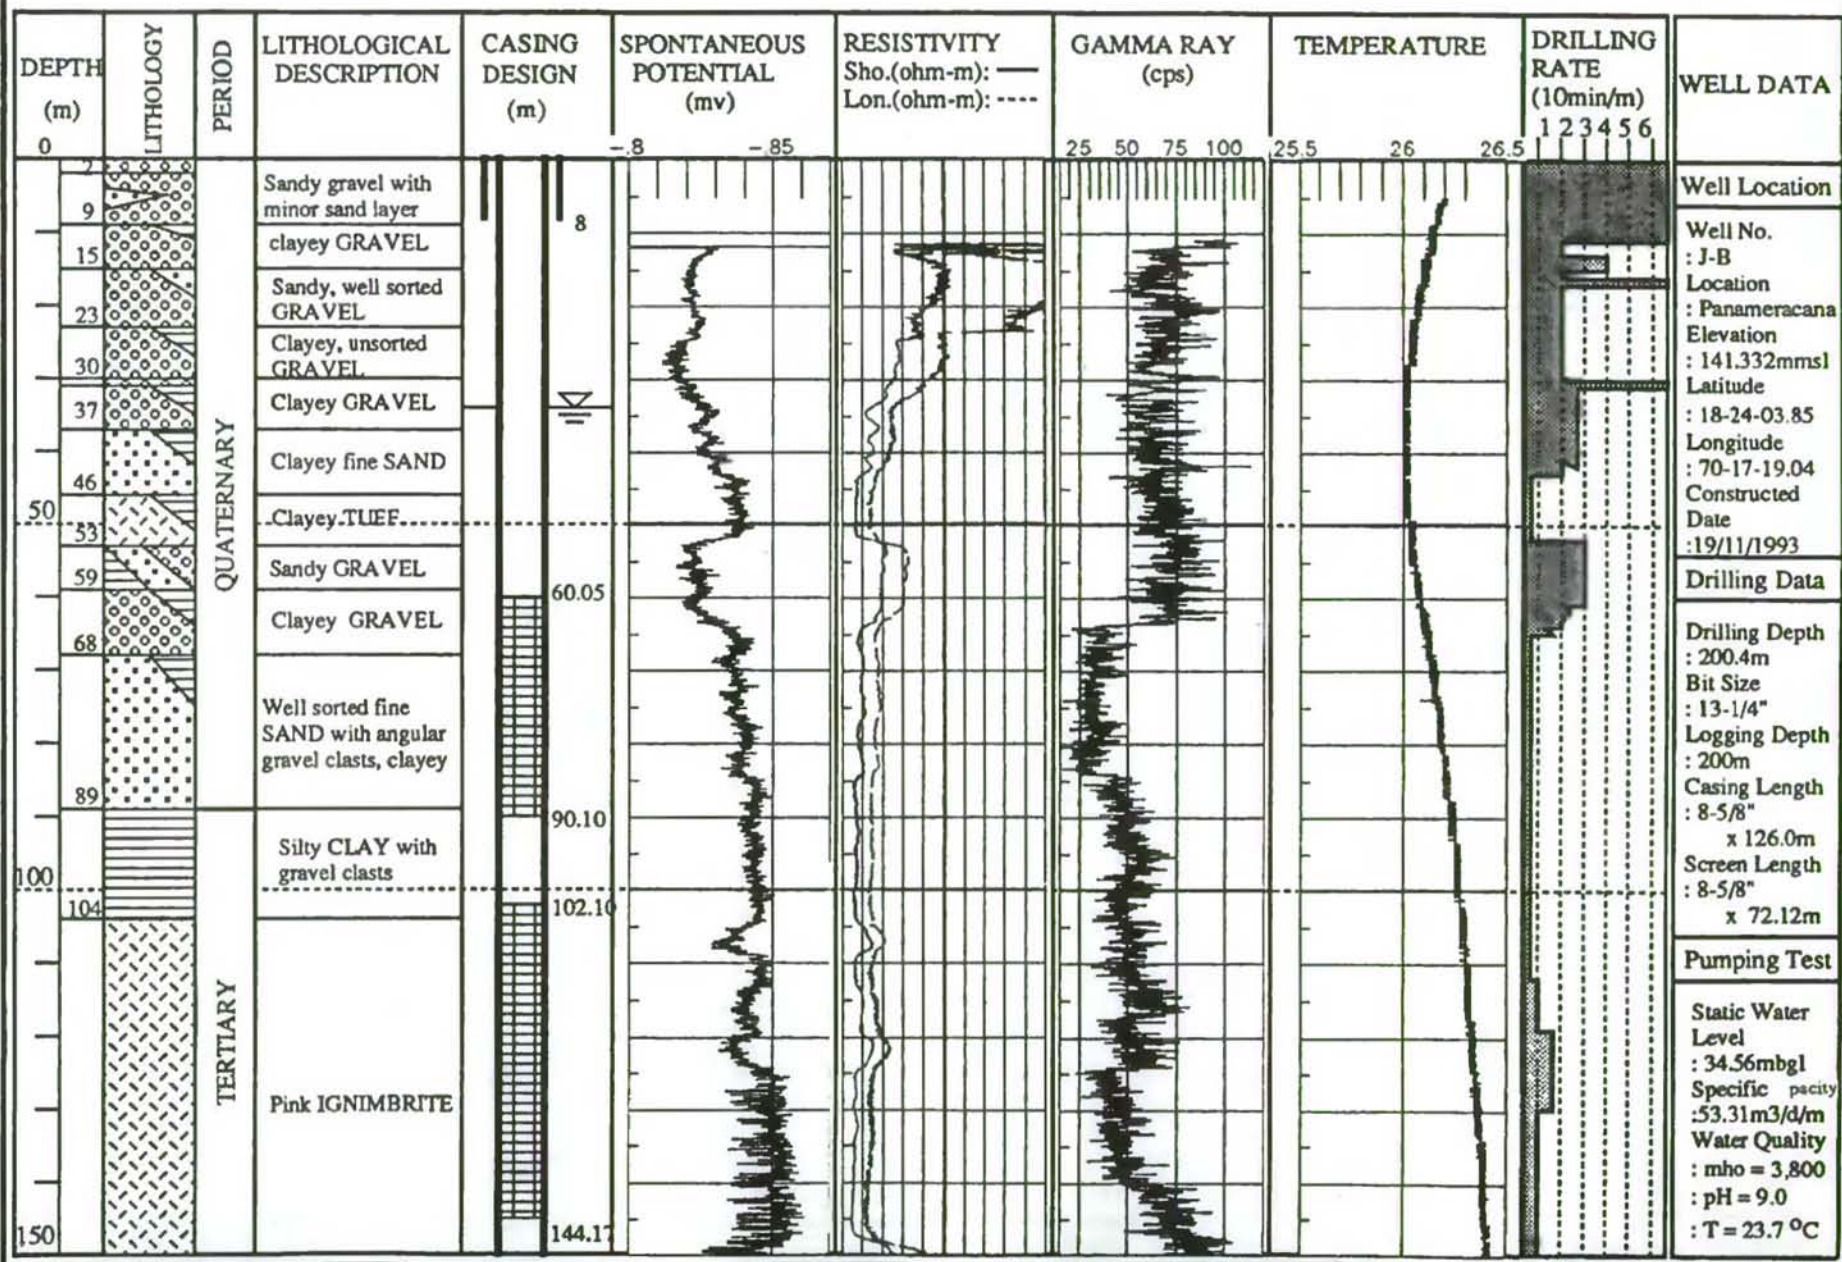 DEPTH
(m)
0
LITHOLOGY
PERIOD
LITHOLOGICAL
DESCRIPTION
CASING
DESIGN
(m)
SPONTANEOUS
POTENTIAL
(mv)
-.8 -.85
RESISTIVITY
Sho.(ohm-m):
Lon.(ohm-m):
GAMMA RAY
(cps)
25 50 75 100
TEMPERATURE
25.5 26 26.5
DRILLING
RATE
(10min/m)
1 2 3 4 5 6
WELL DATA
2
9
15
23
30
37
46
50
53
59
68
89
100
104
150
QUATERNARY
TERTIARY
Sandy gravel with
minor sand layer
clayey GRAVEL
Sandy, well sorted
GRAVEL
Clayey, unsorted
GRAVEL
Clayey GRAVEL
Clayey fine SAND
Clayey TUFF
Sandy GRAVEL
Clayey GRAVEL
Well sorted fine
SAND with angular
gravel clasts, clayey
Silty CLAY with
gravel clasts
Pink IGNIMBRITE
8
60.05
90.10
102.10
144.17
Well Location
Well No.
: J-B
Location
: Panameracana
Elevation
: 141.332mmsl
Latitude
: 18-24-03.85
Longitude
: 70-17-19.04
Constructed
Date
:19/11/1993
Drilling Data
Drilling Depth
: 200.4m
Bit Size
: 13-1/4"
Logging Depth
: 200m
Casing Length
: 8-5/8"
x 126.0m
Screen Length
: 8-5/8"
x 72.12m
Pumping Test
Static Water
Level
: 34.56mbgl
Specific pacity
:53.31m3/d/m
Water Quality
: mho = 3,800
: pH = 9.0
: T = 23.7 °C